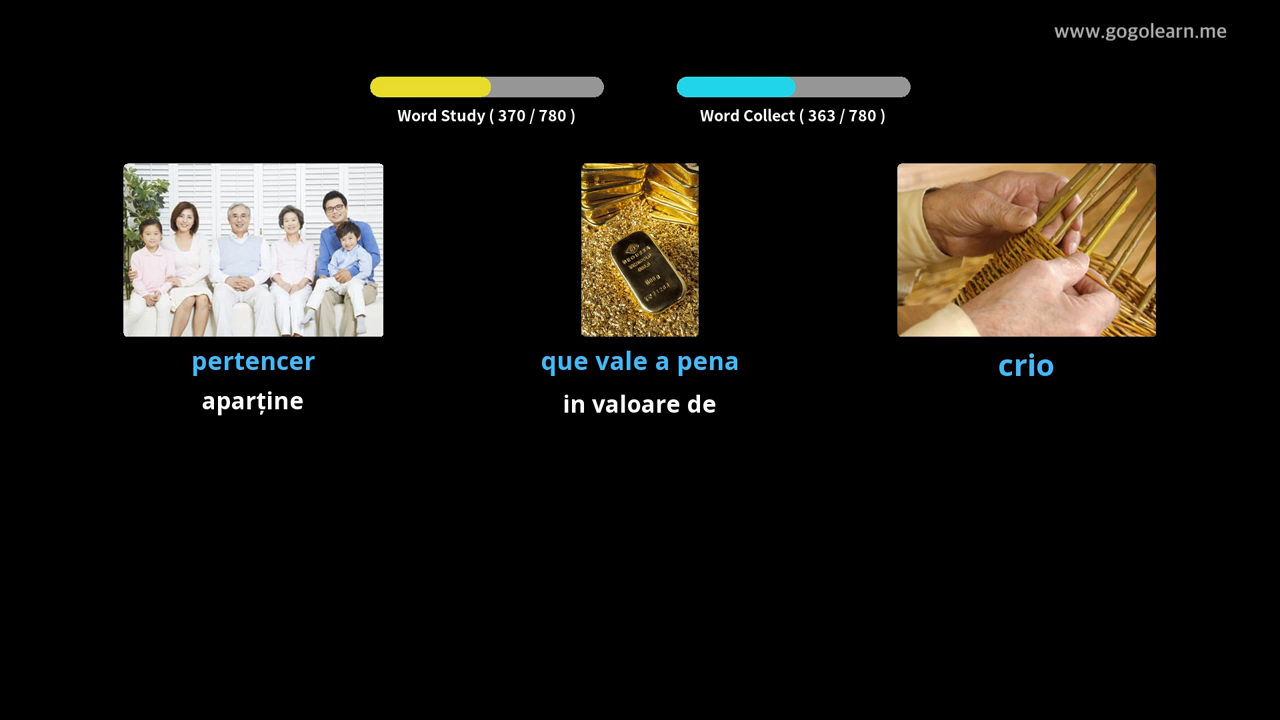 www.gogolearn.me
Word Study ( 370 / 780 )
Word Collect ( 363 / 780 )
pertencer
que vale a pena
crio
aparține
in valoare de